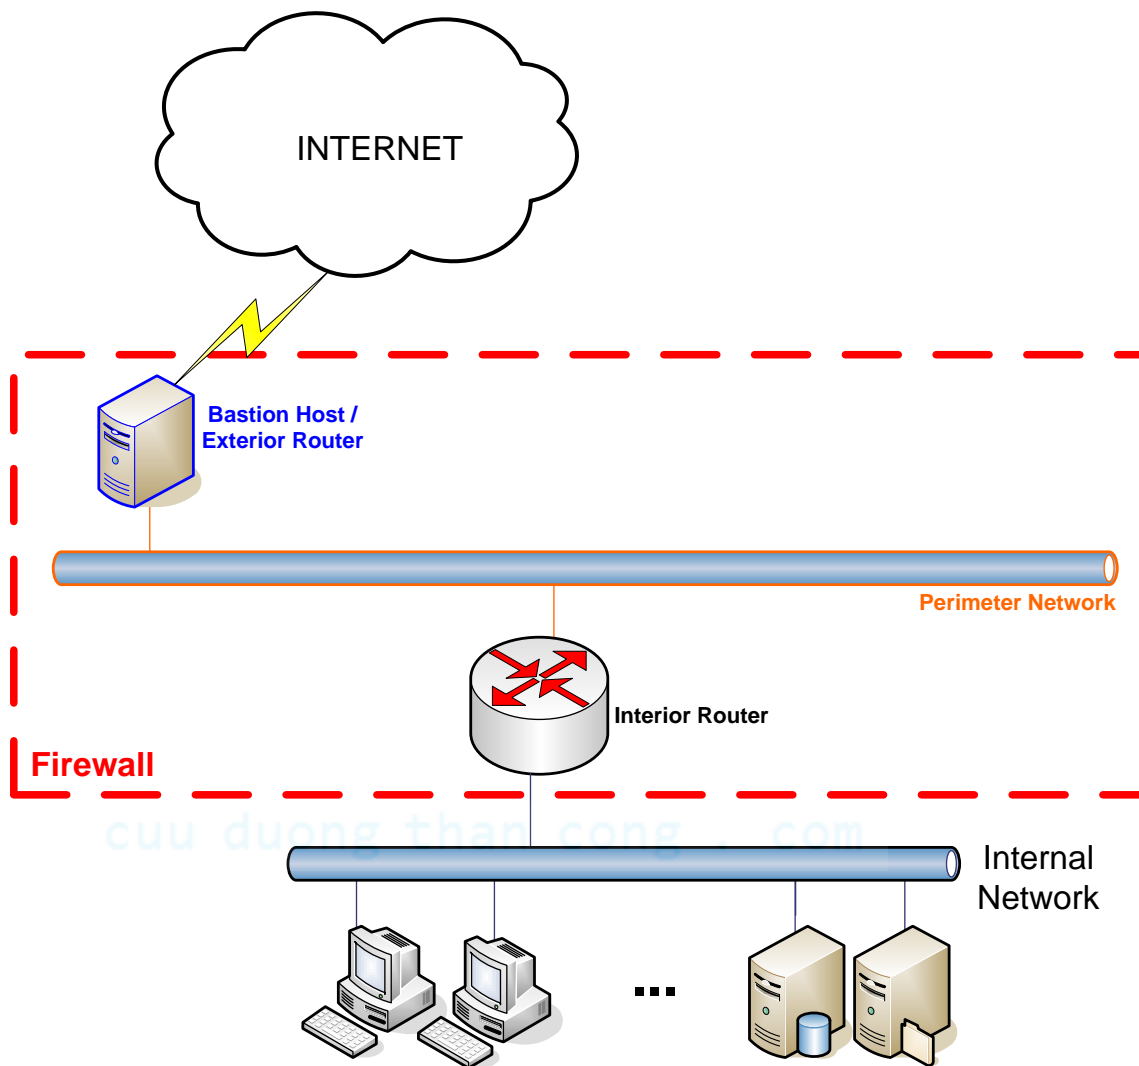 INTERNET
Bastion Host /
Exterior Router
Perimeter Network
Interior Router
Firewall
cuu duong than cong . com
Internal
Network
...